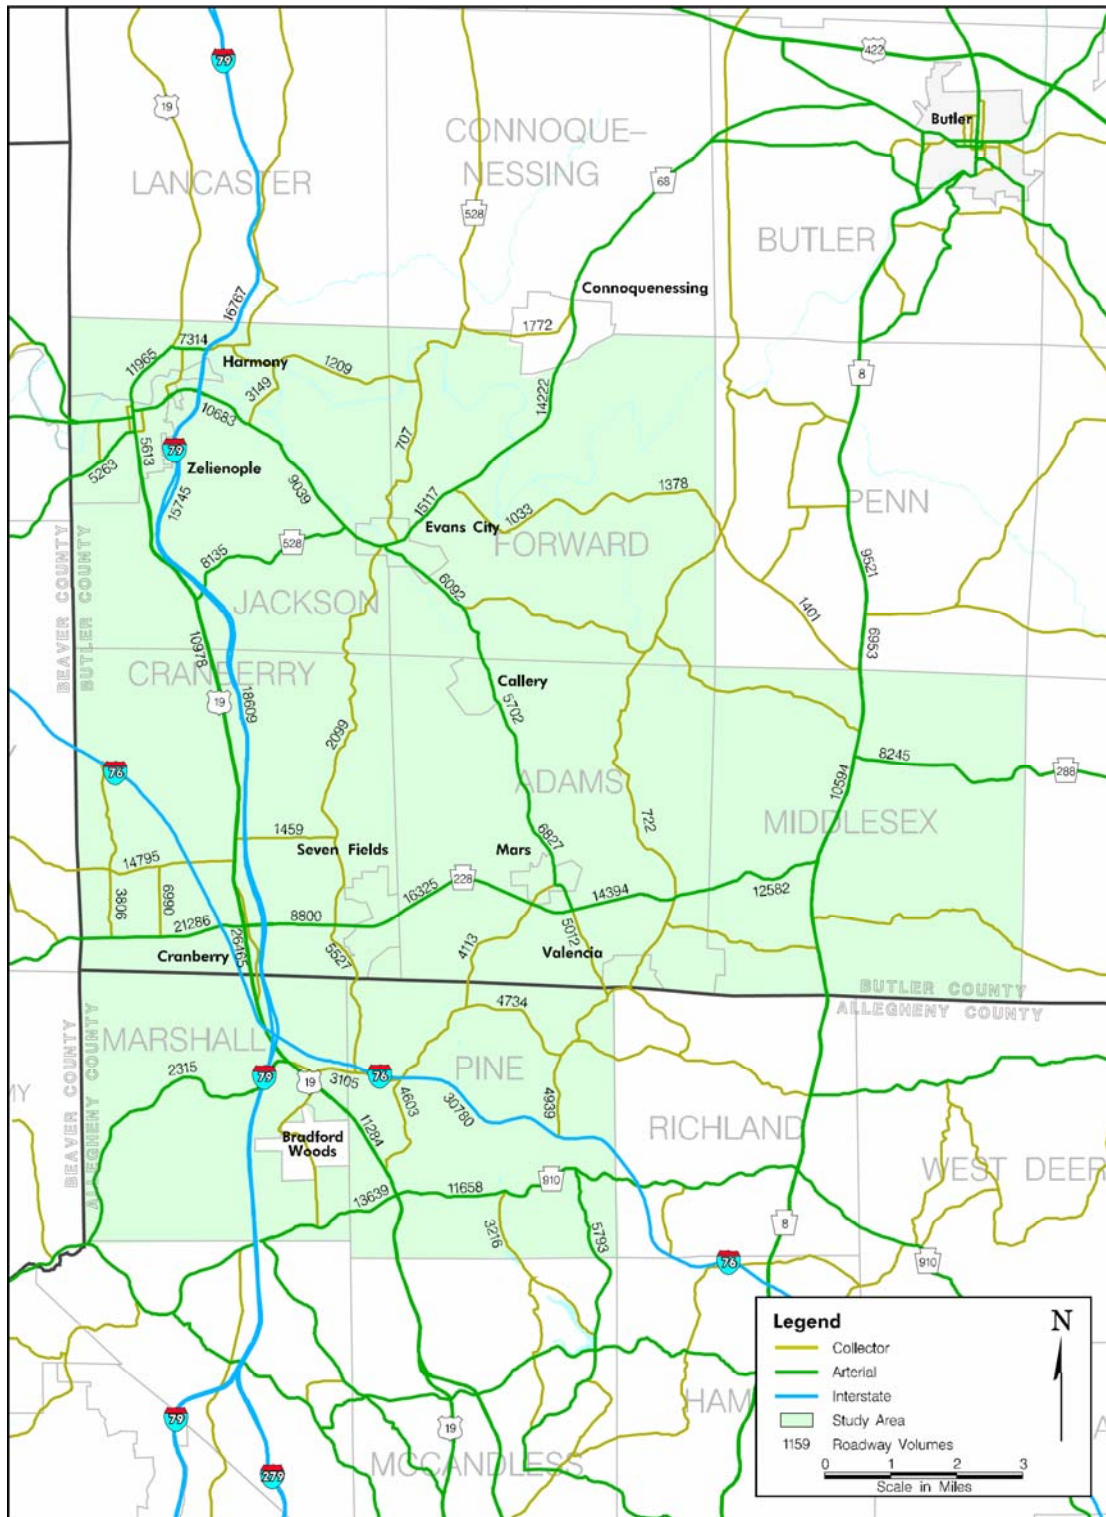 79
422
19
Butler
CONNOQUE–
NESSING
LANCASTER
68
528
BUTLER
Connoquenessing
16767
1772
7314
11965
Harmony
1209
3149
8
10683
14222
707
5613
79
5263
Zelienople
9039
15745
1378
15117
1033
PENN
Evans City
528
FORWARD
8135
9521
BEAVER COUNTY
BUTLER COUNTY
6092
JACKSON
1401
10978
6953
CRANBERRY
Callery
19
18609
5702
2099
8245
76
288
ADAMS
10594
722
MIDDLESEX
1459
6827
Seven Fields
Mars
14795
228
3806
6990
16325
14394
12582
21286
8800
5012
26465
5527
4113
Cranberry
Valencia
BUTLER COUNTY
ALLEGHENY COUNTY
4734
MARSHALL
BEAVER COUNTY
ALLEGHENY COUNTY
2315
PINE
79
19
3105
76
MY
4603
30780
4939
11284
RICHLAND
Bradford
Woods
WEST DEER
910
11658
13639
8
3216
5793
76
910
Legend
N
Collector
Arterial
Interstate
Study Area
1159 Roadway Volumes
0 1 2 3
Scale in Miles
HAM
79
19
MCCANDLESS
279